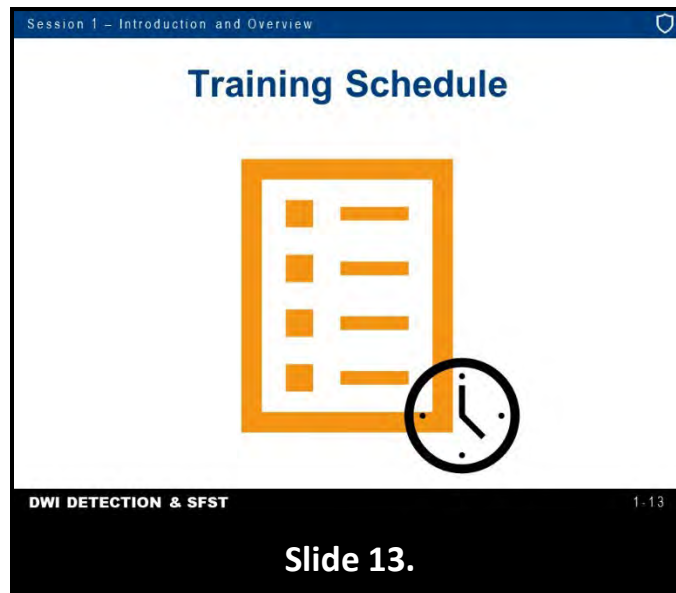 Session 1 – Introduction and Overview
Training Schedule
DWI DETECTION & SFST 1-13
Slide 13.